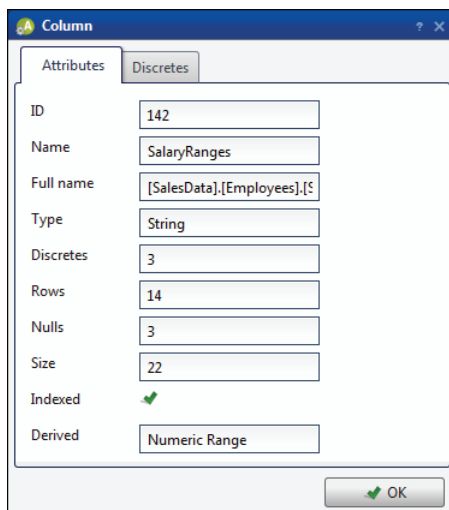 Column ?
Attributes Discretes
ID 142
Name SalaryRanges
Full name [SalesData].[Employees].[S
Type String
Discretes 3
Rows 14
Nulls 3
Size 22
Indexed
Derived Numeric Range
OK